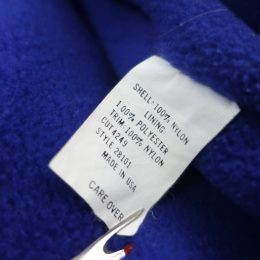 SHELL: 100% NYLON
LINING:
100% POLYESTER
TRIM: 100% NYLON
CUT 4249
STYLE 28101
MADE IN USA
CARE OVER